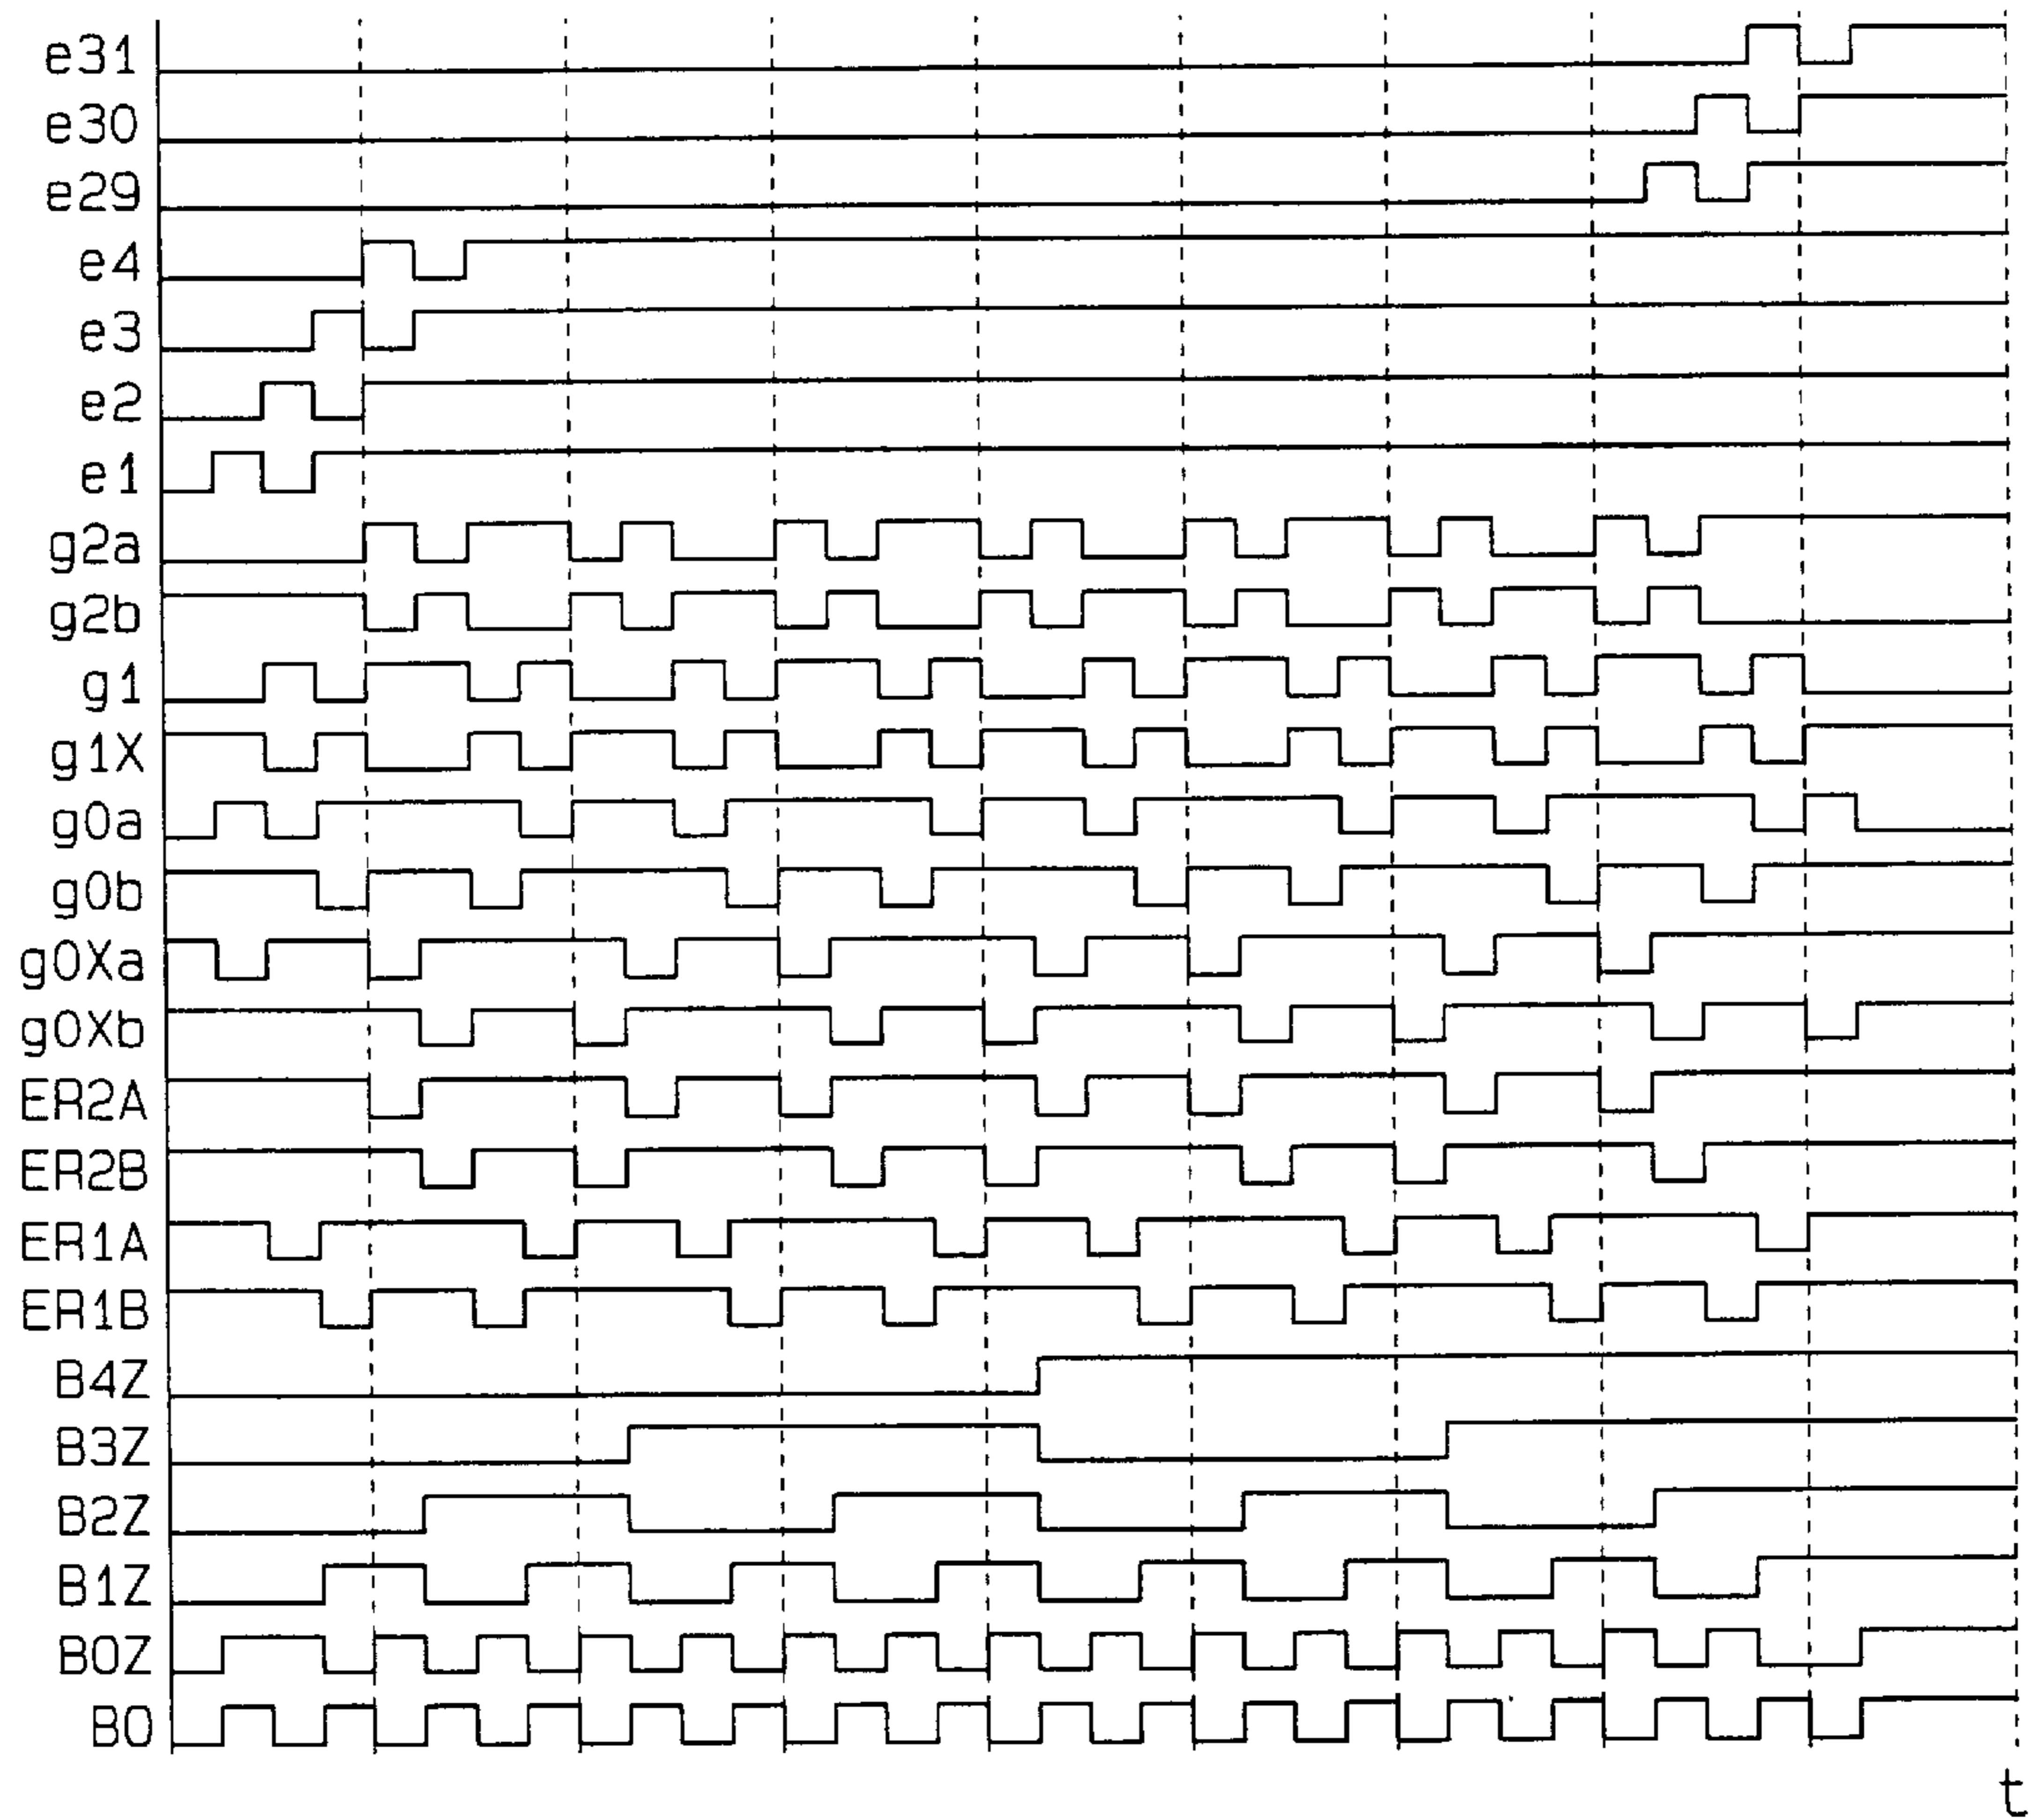 e31
e30
e29
e4
e3
e2
e1
g2a
g2b
g1
g1X
g0a
g0b
g0Xa
g0Xb
ER2A
ER2B
ER1A
ER1B
B4Z
B3Z
B2Z
B1Z
B0Z
B0
t